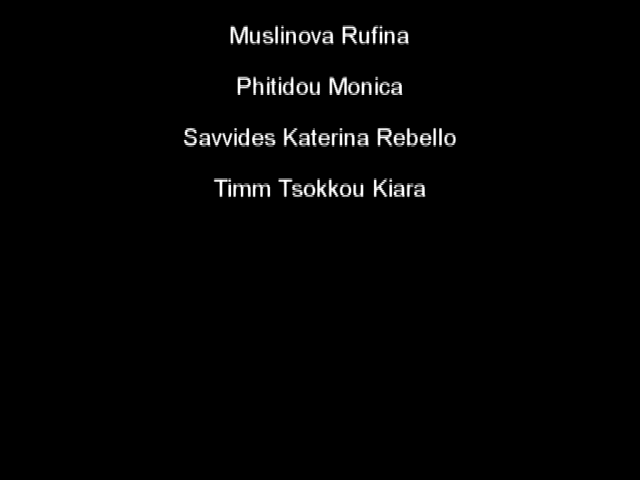 Muslinova Rufina
Phitidou Monica
Savvides Katerina Rebello
Timm Tsokkou Kiara